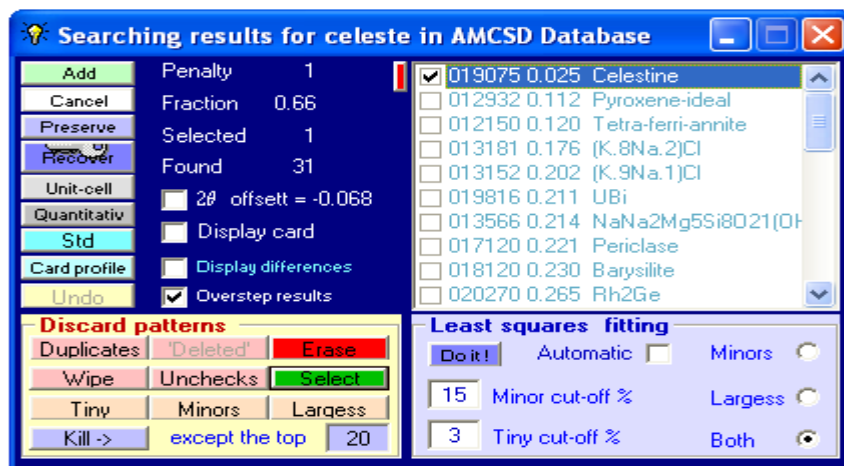 Searching results for celeste in AMCSD Database
Add
Cancel
Preserve
Recover
Unit-cell
Quantitativ
Std
Card profile
Undo
Penalty 1
Fraction 0.66
Selected 1
Found 31
2θ offsett = -0.068
Display card
Display differences
Overstep results
019075 0.025 Celestine
012932 0.112 Pyroxene-ideal
012150 0.120 Tetra-ferri-annite
013181 0.176 (K.8Na.2)Cl
013152 0.202 (K.9Na.1)Cl
019816 0.211 UBi
013566 0.214 NaNa2Mg5Si8O21(OH
017120 0.221 Periclase
018120 0.230 Barysilite
020270 0.265 Rh2Ge
Discard patterns
Duplicates 'Deleted' Erase
Wipe Unchecks Select
Tiny Minors Largess
Kill -> except the top 20
Least squares fitting
Do it! Automatic Minors
15 Minor cut-off % Largess
3 Tiny cut-off % Both